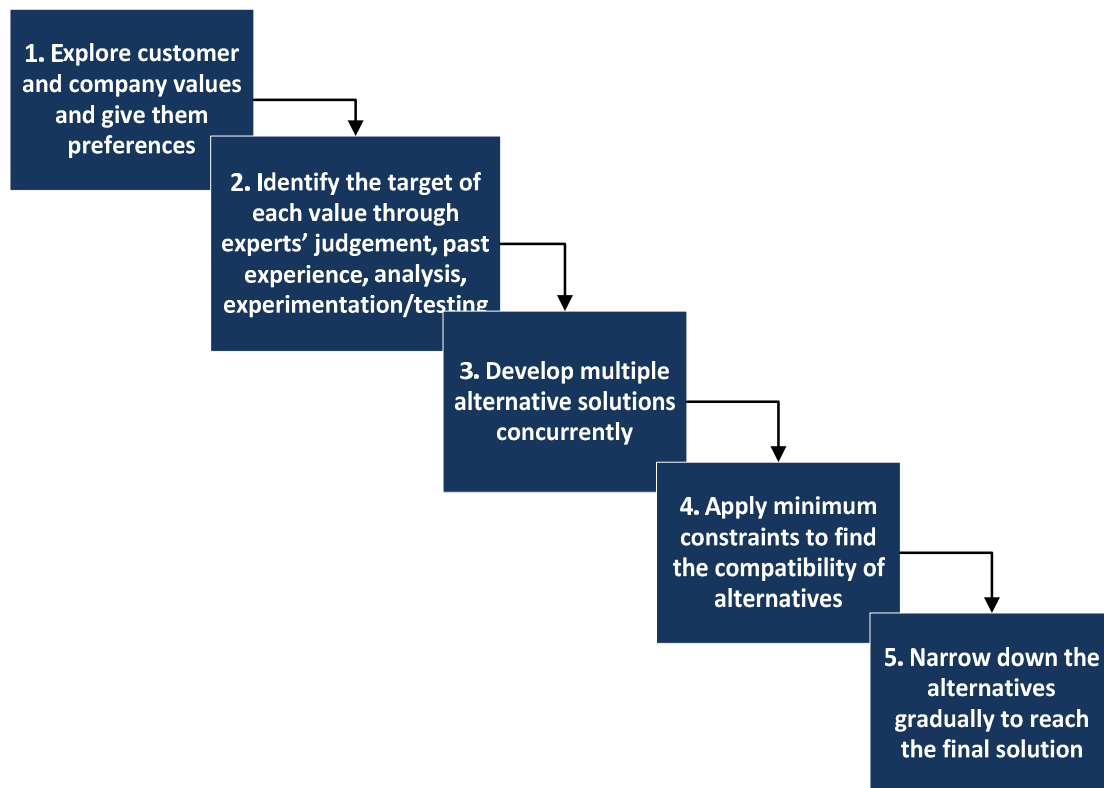 1. Explore customer
and company values
and give them
preferences
2. Identify the target of
each value through
experts’ judgement, past
experience, analysis,
experimentation/testing
3. Develop multiple
alternative solutions
concurrently
4. Apply minimum
constraints to find
the compatibility of
alternatives
5. Narrow down the
alternatives
gradually to reach
the final solution